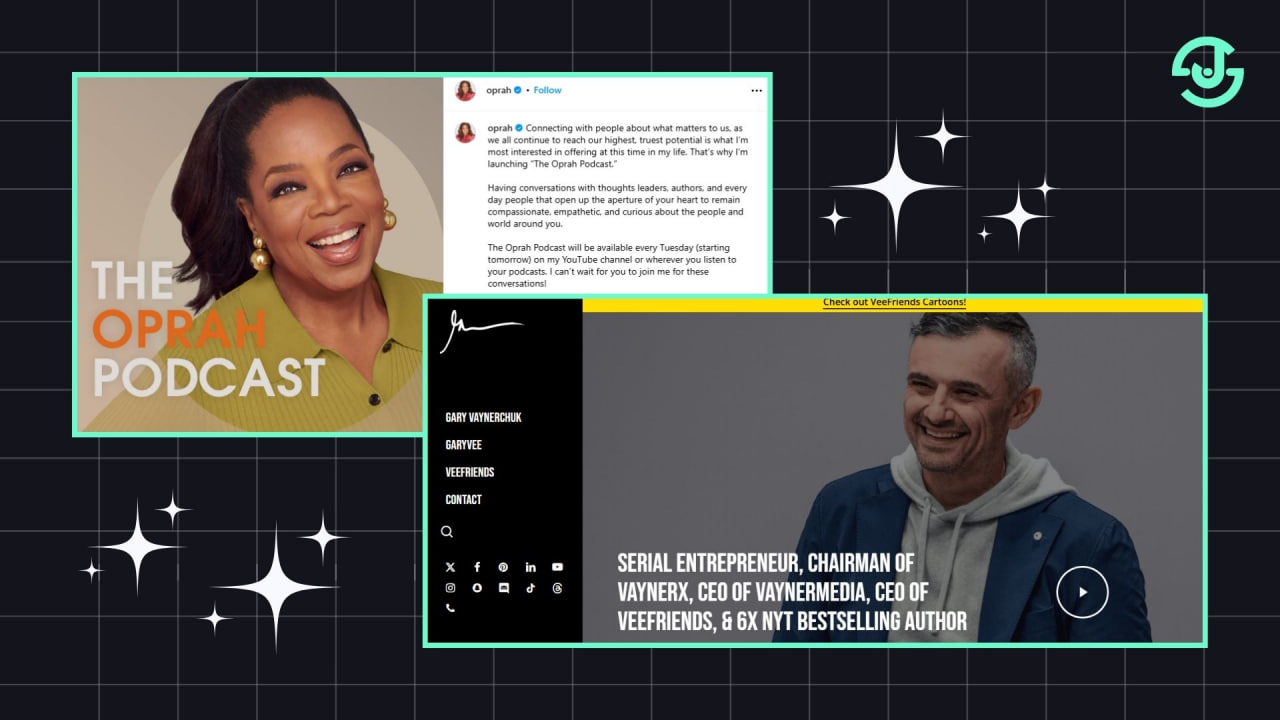 THE
OPRAH
PODCAST
oprah • Follow
oprah Connecting with people about what matters to us, as
we all continue to reach our highest, truest potential is what I'm
most interested in offering at this time in my life. That's why I'm
launching "The Oprah Podcast."
Having conversations with thoughts leaders, authors, and every
day people that open up the aperture of your heart to remain
compassionate, empathetic, and curious about the people and
world around you.
The Oprah Podcast will be available every Tuesday (starting
tomorrow) on my YouTube channel or wherever you listen to
your podcasts. I can't wait for you to join me for these
conversations!
Check out VeeFriends Cartoons!
GARY VAYNERCHUK
GARYVEE
VEEFRIENDS
CONTACT
SERIAL ENTREPRENEUR, CHAIRMAN OF
VAYNERX, CEO OF VAYNERMEDIA, CEO OF
VEEFRIENDS, & 6X NYT BESTSELLING AUTHOR